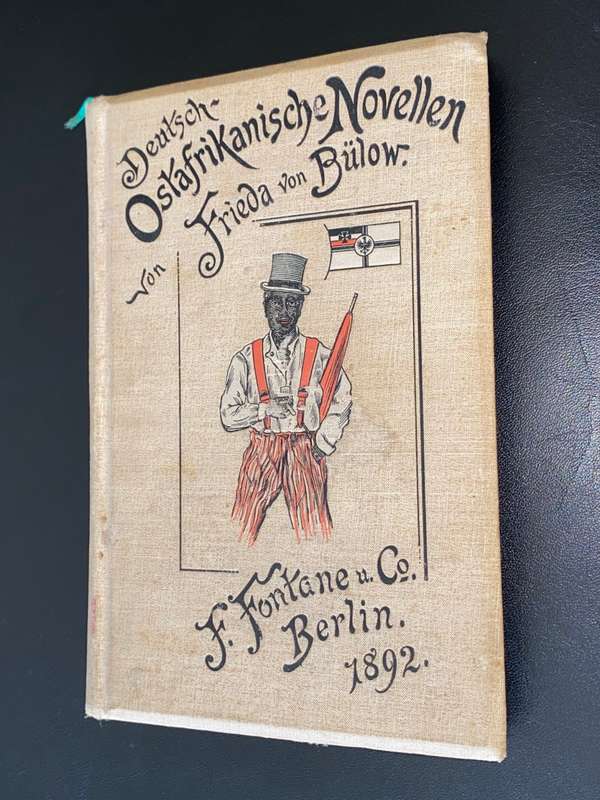 Deutsch-
Ostafrikanische Novellen
von Frieda von Bülow.
F. Fontane u. Co.
Berlin.
1892.